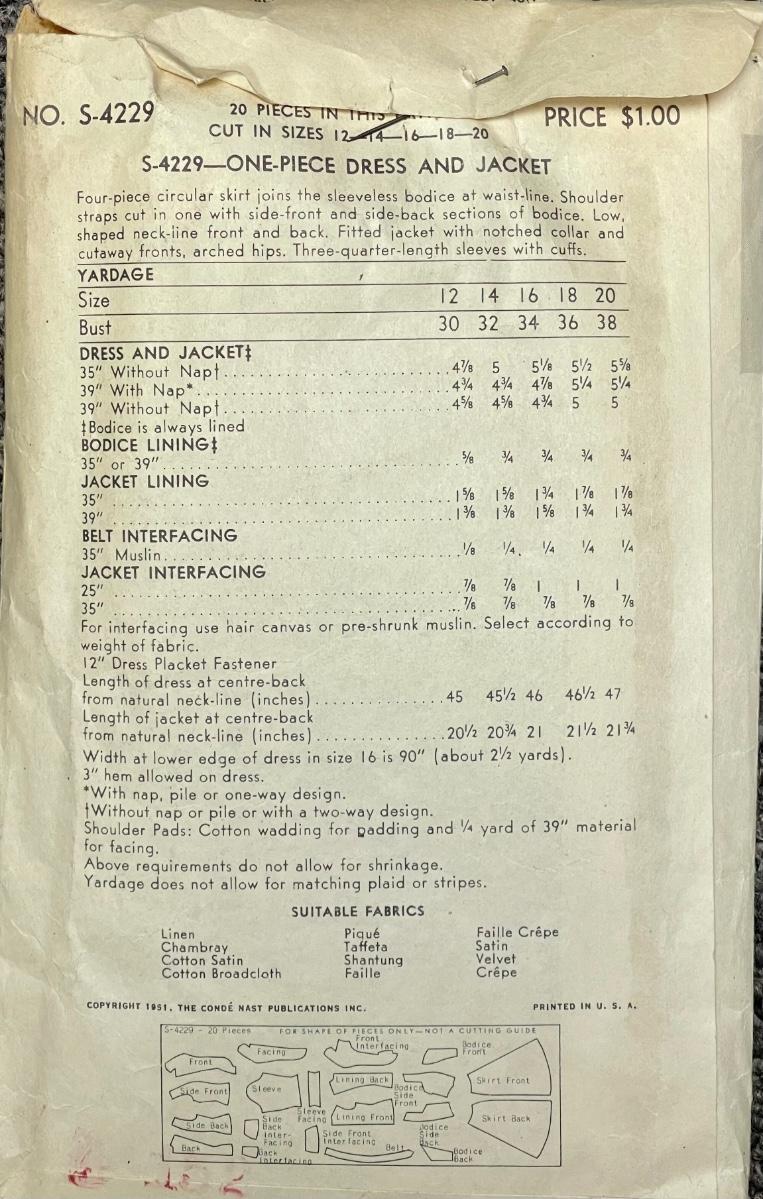 NO. S-4229
20 PIECES IN THIS
PRICE $1.00
CUT IN SIZES 12—14—16—18—20
S-4229—ONE-PIECE DRESS AND JACKET
Four-piece circular skirt joins the sleeveless bodice at waist-line. Shoulder
straps cut in one with side-front and side-back sections of bodice. Low,
shaped neck-line front and back. Fitted jacket with notched collar and
cutaway fronts, arched hips. Three-quarter-length sleeves with cuffs.
YARDAGE
Size 12 14 16 18 20
Bust 30 32 34 36 38
DRESS AND JACKET‡
35" Without Nap† 4⅞ 5 5⅛ 5½ 5⅝
39" With Nap* 4¾ 4¾ 4⅞ 5¼ 5¼
39" Without Nap† 4⅝ 4⅝ 4¾ 5 5
‡Bodice is always lined
BODICE LINING‡
35" or 39" ⅝ ¾ ¾ ¾ ¾
JACKET LINING
35" 1⅝ 1⅝ 1¾ 1⅞ 1⅞
39" 1⅜ 1⅜ 1⅝ 1¾ 1¾
BELT INTERFACING
35" Muslin ⅛ ¼ ¼ ¼ ¼
JACKET INTERFACING
25" ⅞ ⅞ 1 1 1
35" ⅞ ⅞ ⅞ ⅞ ⅞
For interfacing use hair canvas or pre-shrunk muslin. Select according to
weight of fabric.
12" Dress Placket Fastener
Length of dress at centre-back
from natural neck-line (inches) 45 45½ 46 46½ 47
Length of jacket at centre-back
from natural neck-line (inches) 20½ 20¾ 21 21½ 21¾
Width at lower edge of dress in size 16 is 90" (about 2½ yards).
3" hem allowed on dress.
*With nap, pile or one-way design.
†Without nap or pile or with a two-way design.
Shoulder Pads: Cotton wadding for padding and ¼ yard of 39" material
for facing.
Above requirements do not allow for shrinkage.
Yardage does not allow for matching plaid or stripes.
SUITABLE FABRICS
Linen Piqué Faille Crêpe
Chambray Taffeta Satin
Cotton Satin Shantung Velvet
Cotton Broadcloth Faille Crêpe
COPYRIGHT 1951, THE CONDÉ NAST PUBLICATIONS INC. PRINTED IN U. S. A.
S-4229 - 20 Pieces FOR SHAPE OF PIECES ONLY—NOT A CUTTING GUIDE
Front
Facing
Front
Interfacing
Bodice
Front
Side Front
Sleeve
Lining Back
Bodice
Side
Front
Skirt Front
Sleeve
Facing
Lining Front
Skirt Back
Side Back
Side
Back
Inter-
Facing
Side Front
Interfacing
Bodice
Side
Back
Back
Back
Interfacing
Belt
Bodice
Back